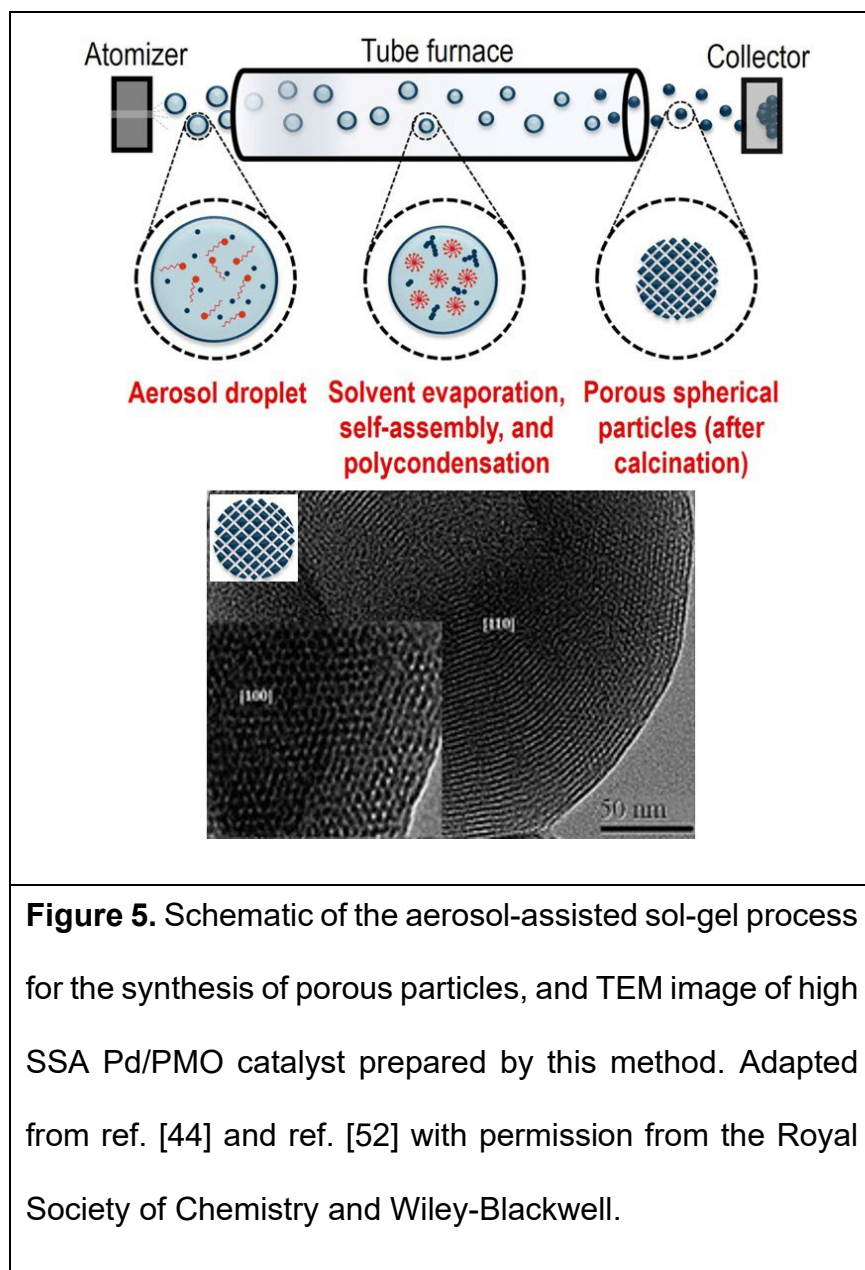 Atomizer Tube furnace Collector
Aerosol droplet Solvent evaporation, Porous spherical
self-assembly, and particles (after
polycondensation calcination)
[110]
[100]
50 nm
Figure 5. Schematic of the aerosol-assisted sol-gel process
for the synthesis of porous particles, and TEM image of high
SSA Pd/PMO catalyst prepared by this method. Adapted
from ref. [44] and ref. [52] with permission from the Royal
Society of Chemistry and Wiley-Blackwell.